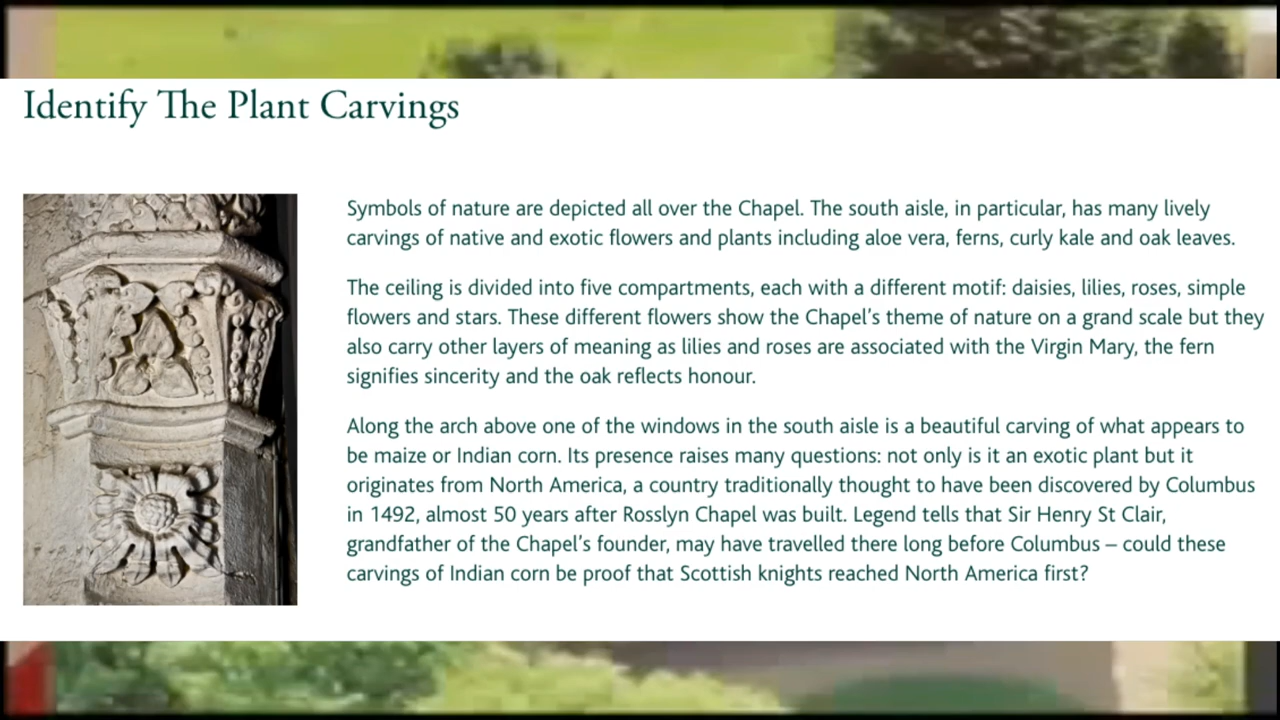 Identify The Plant Carvings
Symbols of nature are depicted all over the Chapel. The south aisle, in particular, has many lively
carvings of native and exotic flowers and plants including aloe vera, ferns, curly kale and oak leaves.
The ceiling is divided into five compartments, each with a different motif: daisies, lilies, roses, simple
flowers and stars. These different flowers show the Chapel's theme of nature on a grand scale but they
also carry other layers of meaning as lilies and roses are associated with the Virgin Mary, the fern
signifies sincerity and the oak reflects honour.
Along the arch above one of the windows in the south aisle is a beautiful carving of what appears to
be maize or Indian corn. Its presence raises many questions: not only is it an exotic plant but it
originates from North America, a country traditionally thought to have been discovered by Columbus
in 1492, almost 50 years after Rosslyn Chapel was built. Legend tells that Sir Henry St Clair,
grandfather of the Chapel's founder, may have travelled there long before Columbus – could these
carvings of Indian corn be proof that Scottish knights reached North America first?